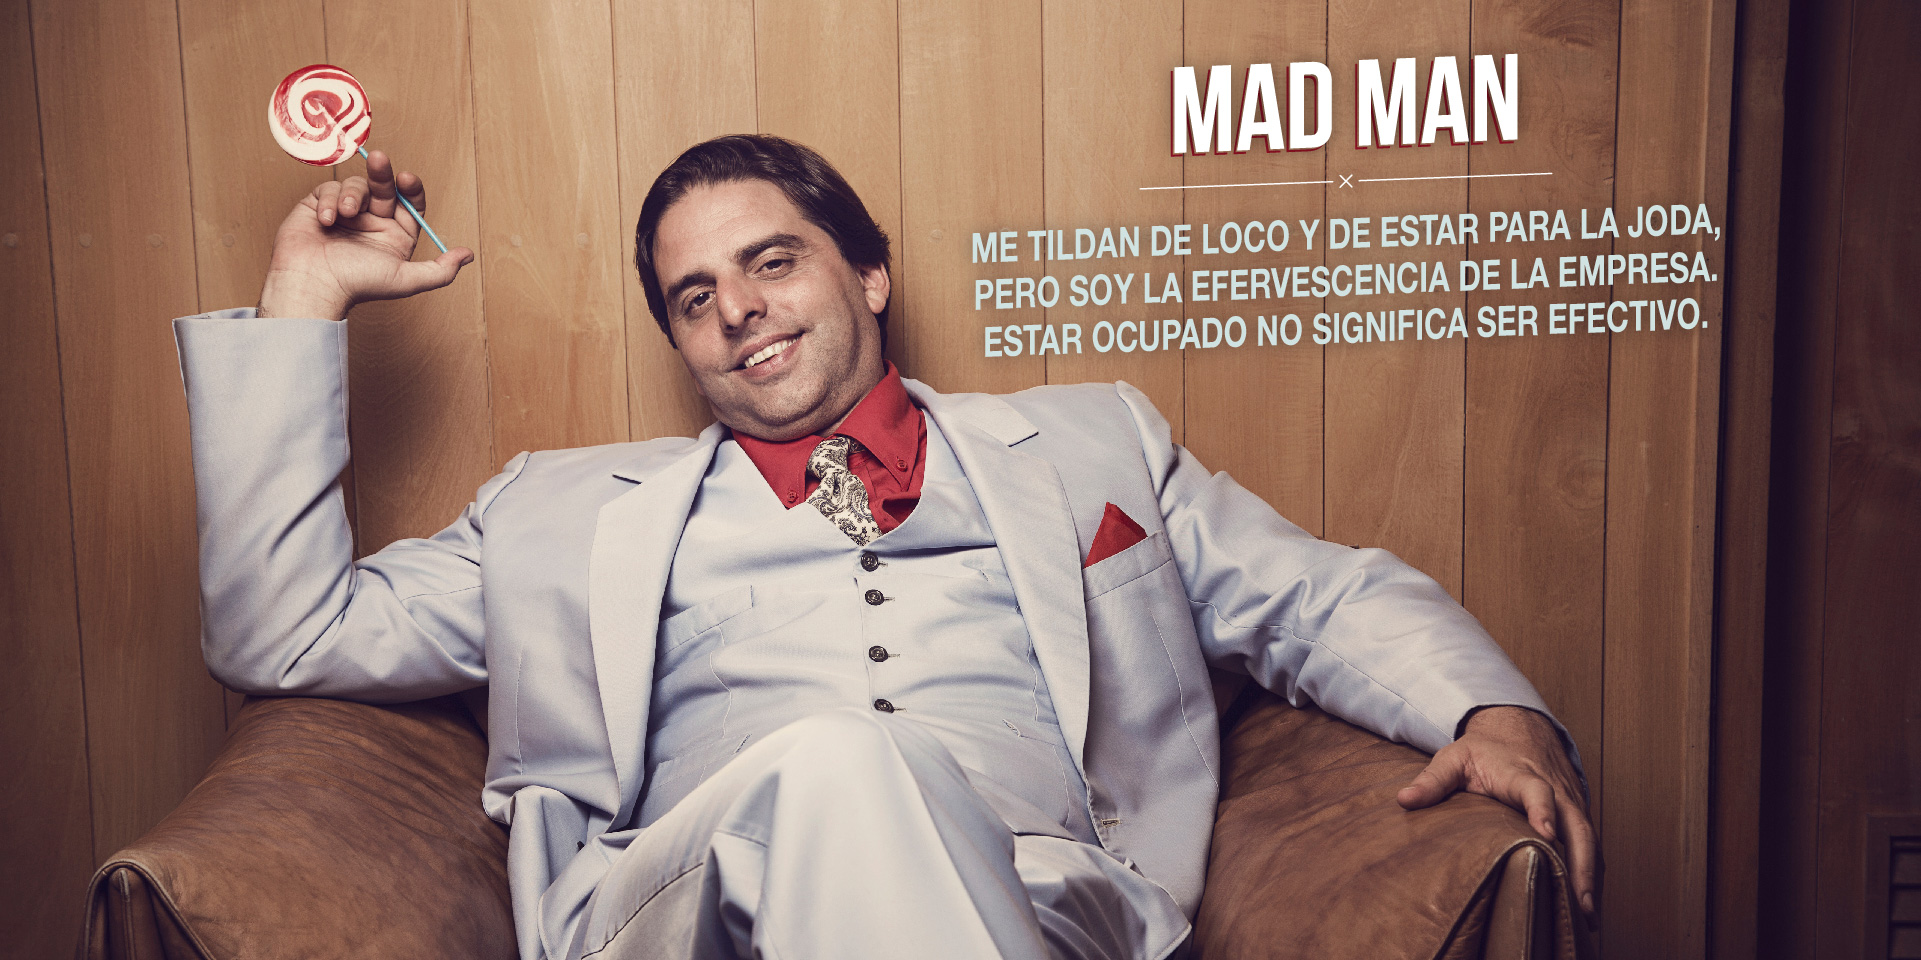 MAD MAN
ME TILDAN DE LOCO Y DE ESTAR PARA LA JODA,
PERO SOY LA EFERVESCENCIA DE LA EMPRESA.
ESTAR OCUPADO NO SIGNIFICA SER EFECTIVO.